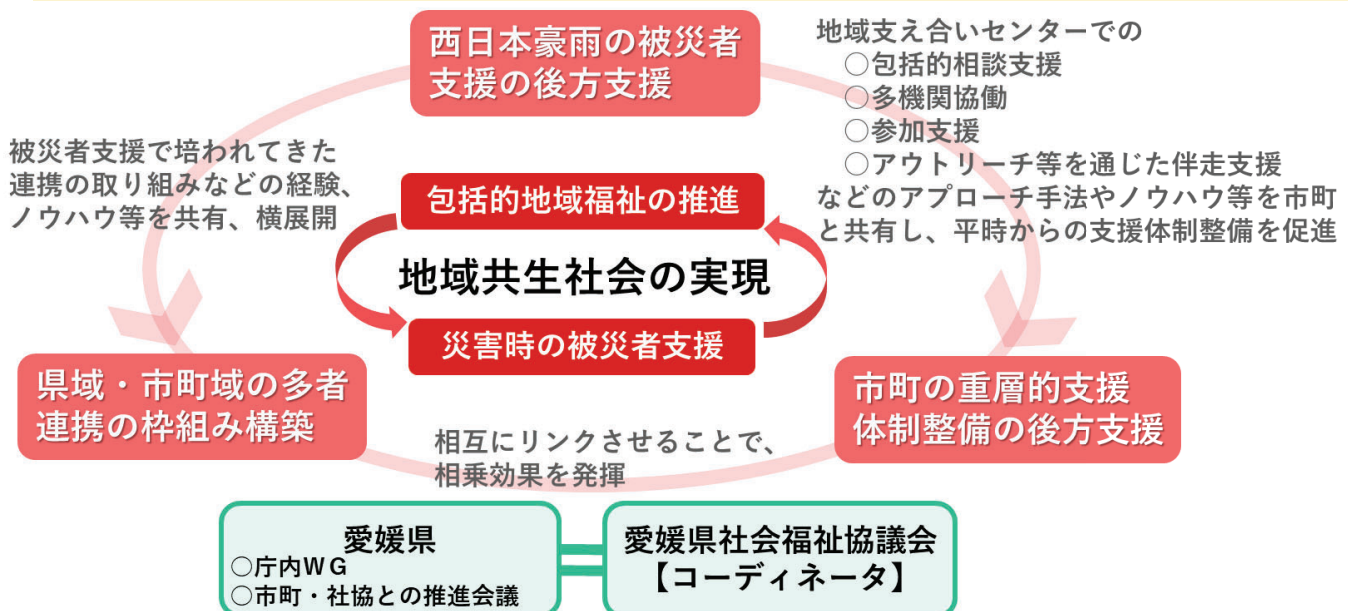 西日本豪雨の被災者
支援の後方支援
地域支え合いセンターでの
○包括的相談支援
○多機関協働
○参加支援
○アウトリーチ等を通じた伴走支援
などのアプローチ手法やノウハウ等を市町
と共有し、平時からの支援体制整備を促進
被災者支援で培われてきた
連携の取り組みなどの経験、
ノウハウ等を共有、横展開
包括的地域福祉の推進
地域共生社会の実現
災害時の被災者支援
県域・市町域の多者
連携の枠組み構築
市町の重層的支援
体制整備の後方支援
相互にリンクさせることで、
相乗効果を発揮
愛媛県
○庁内WG
○市町・社協との推進会議
愛媛県社会福祉協議会
【コーディネータ】